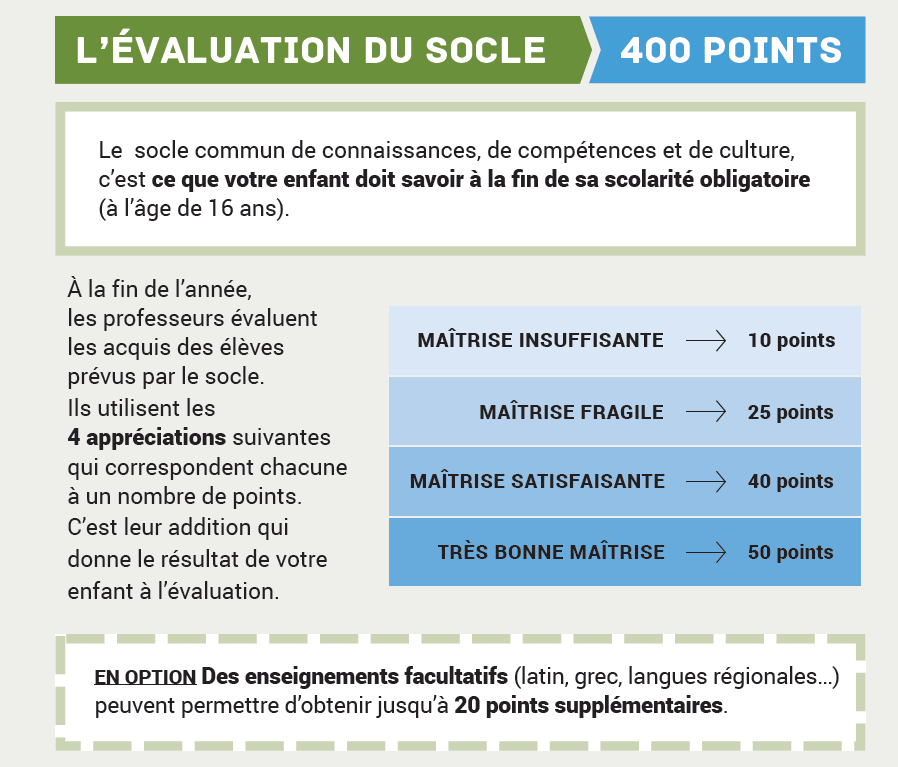 L'ÉVALUATION DU SOCLE
400 POINTS
Le socle commun de connaissances, de compétences et de culture,
c'est ce que votre enfant doit savoir à la fin de sa scolarité obligatoire
(à l'âge de 16 ans).
À la fin de l'année,
les professeurs évaluent
les acquis des élèves
prévus par le socle.
Ils utilisent les
4 appréciations suivantes
qui correspondent chacune
à un nombre de points.
C'est leur addition qui
donne le résultat de votre
enfant à l'évaluation.
MAÎTRISE INSUFFISANTE → 10 points
MAÎTRISE FRAGILE → 25 points
MAÎTRISE SATISFAISANTE → 40 points
TRÈS BONNE MAÎTRISE → 50 points
EN OPTION Des enseignements facultatifs (latin, grec, langues régionales...)
peuvent permettre d'obtenir jusqu'à 20 points supplémentaires.